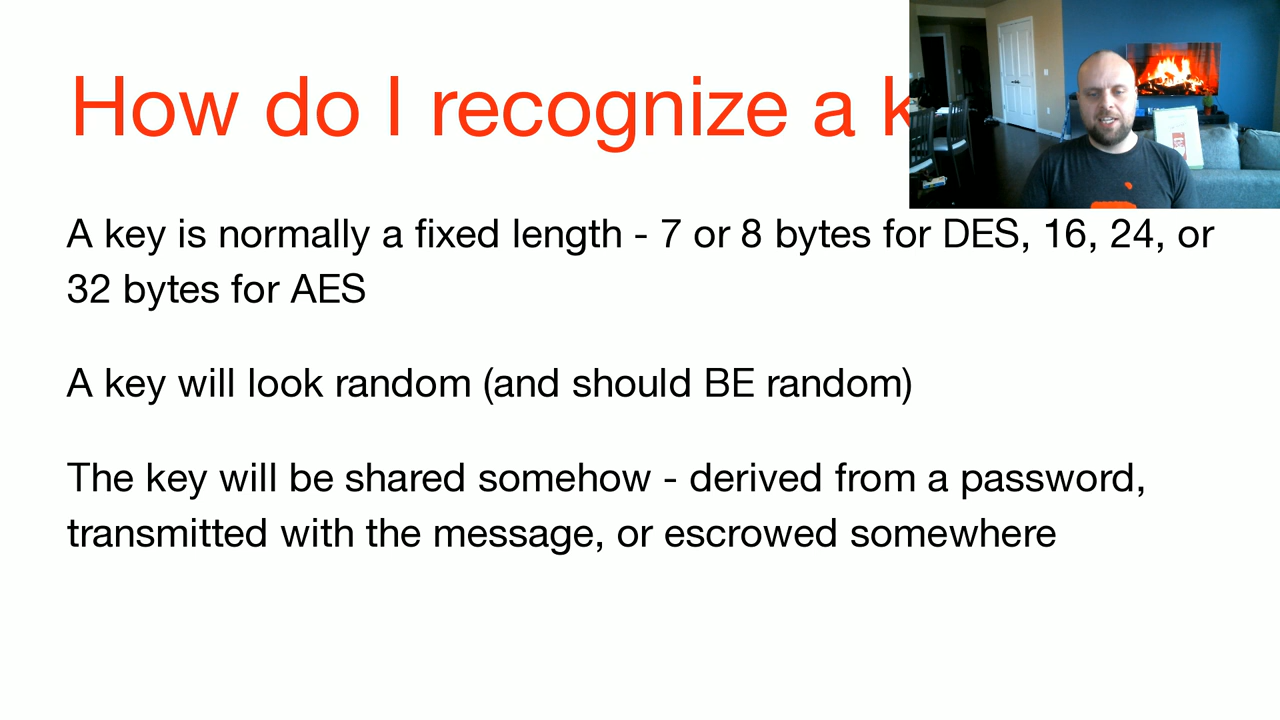 How do I recognize a k
A key is normally a fixed length - 7 or 8 bytes for DES, 16, 24, or
32 bytes for AES
A key will look random (and should BE random)
The key will be shared somehow - derived from a password,
transmitted with the message, or escrowed somewhere